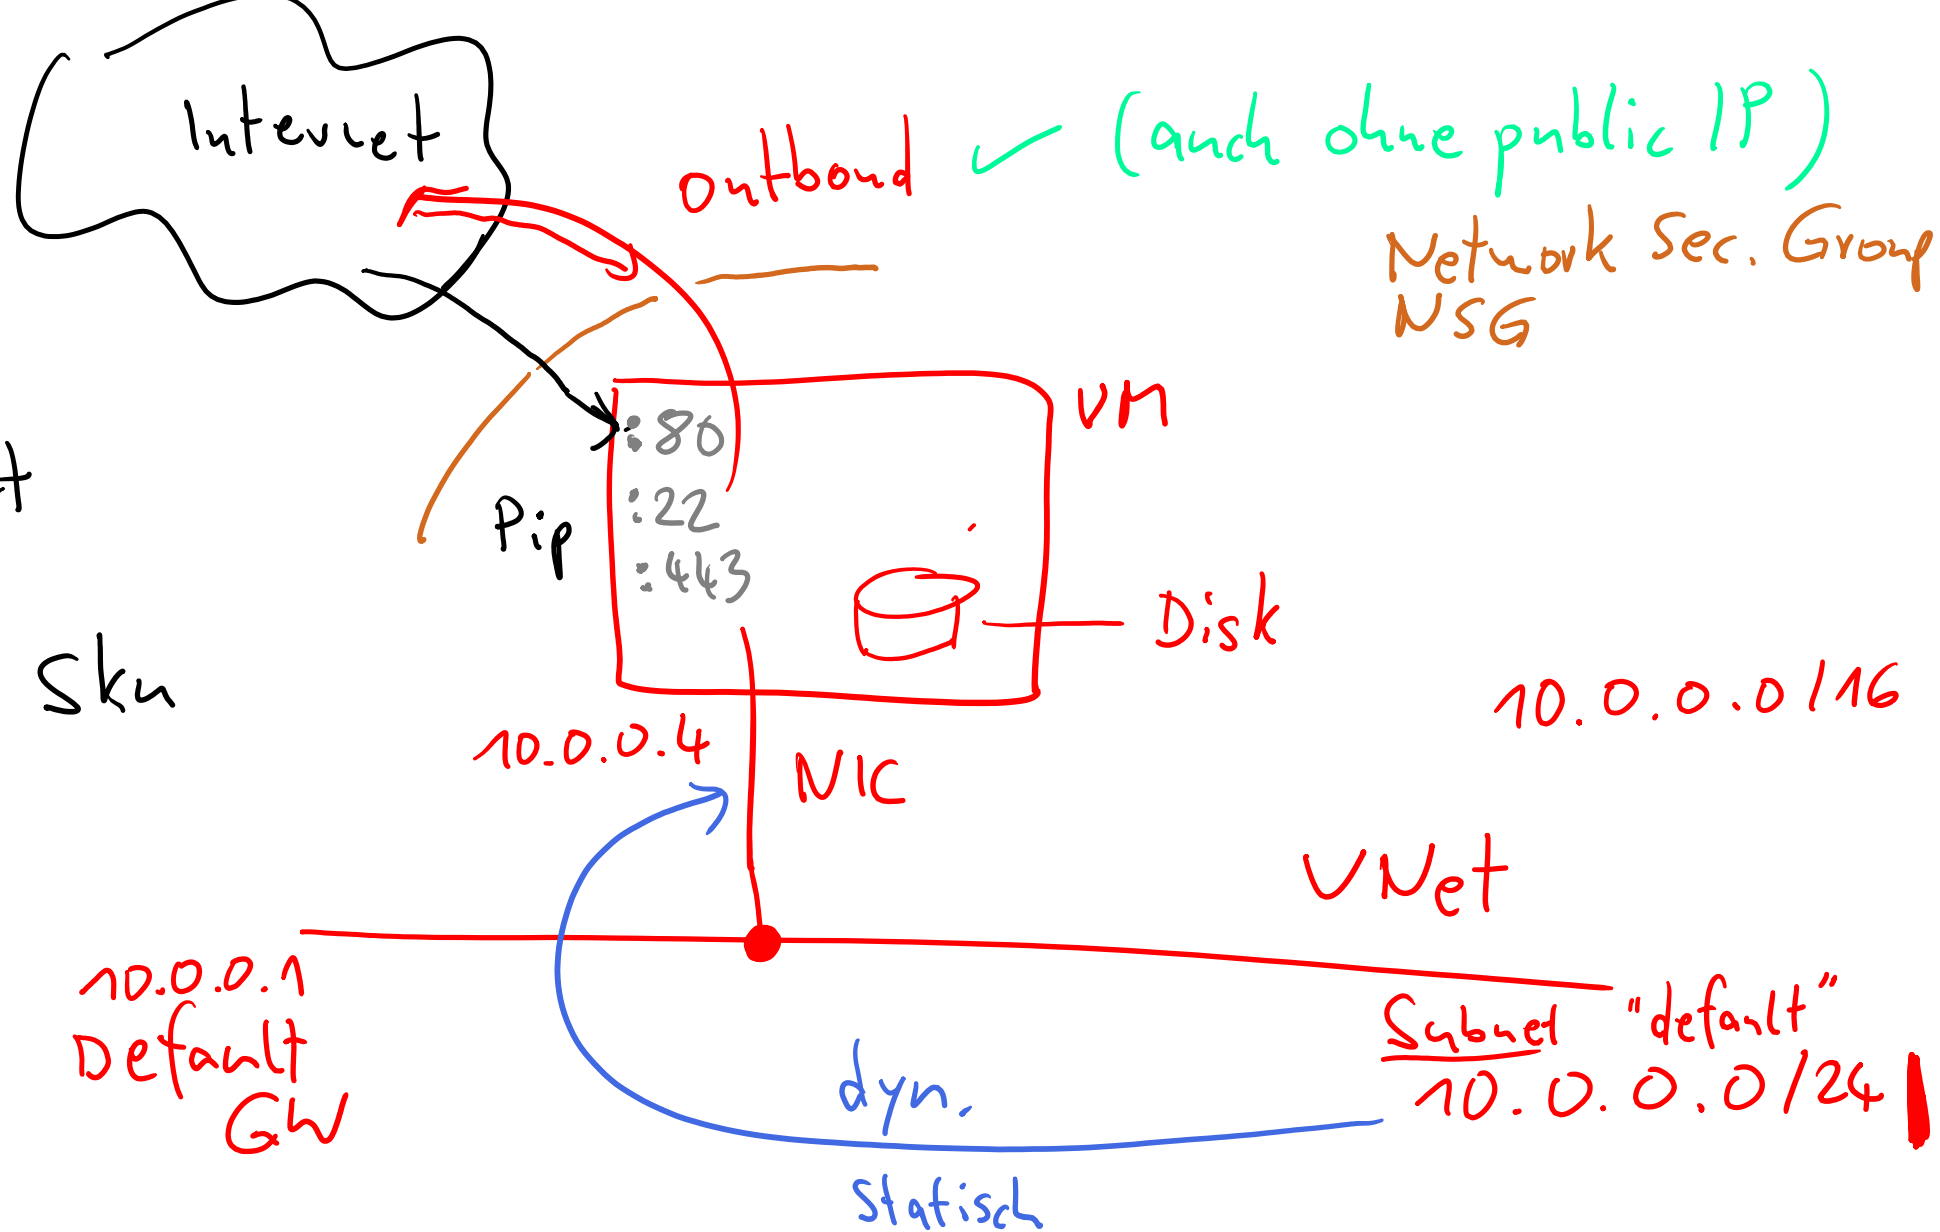 Internet
outbound ✓ (auch ohne public IP)
Network Sec. Group
NSG
VM
:80
:22
:443
Pip
Disk
Sku
10.0.0.4
NIC
10.0.0.0/16
VNet
10.0.0.1
Default
GW
Subnet "default"
10.0.0.0/24
dyn.
Statisch